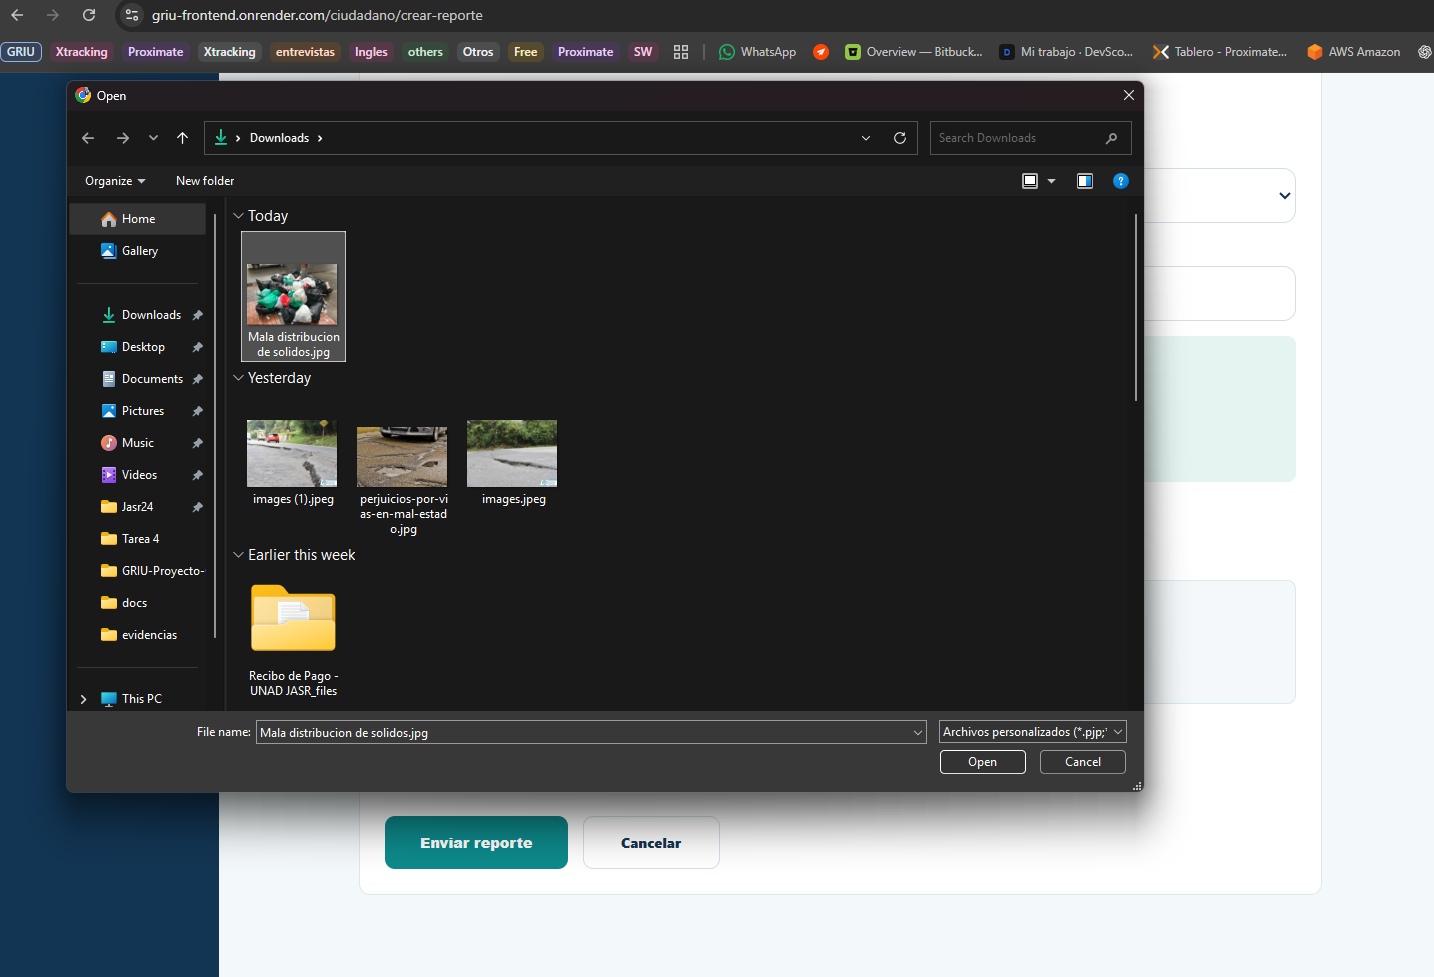 griu-frontend.onrender.com/ciudadano/crear-reporte
GRIU
Xtracking
Proximate
Xtracking
entrevistas
Ingles
others
Otros
Free
Proximate
SW
WhatsApp
Overview — Bitbuck...
Mi trabajo · DevSco...
Tablero - Proximate...
AWS Amazon
Open
Downloads
Search Downloads
Organize
New folder
Home
Gallery
Downloads
Desktop
Documents
Pictures
Music
Videos
Jasr24
Tarea 4
GRIU-Proyecto-
docs
evidencias
This PC
Today
Mala distribucion
de solidos.jpg
Yesterday
images (1).jpeg
perjuicios-por-vi
as-en-mal-estad
o.jpg
images.jpeg
Earlier this week
Recibo de Pago -
UNAD JASR_files
File name:
Mala distribucion de solidos.jpg
Archivos personalizados (*.pjp;*
Open
Cancel
Enviar reporte
Cancelar